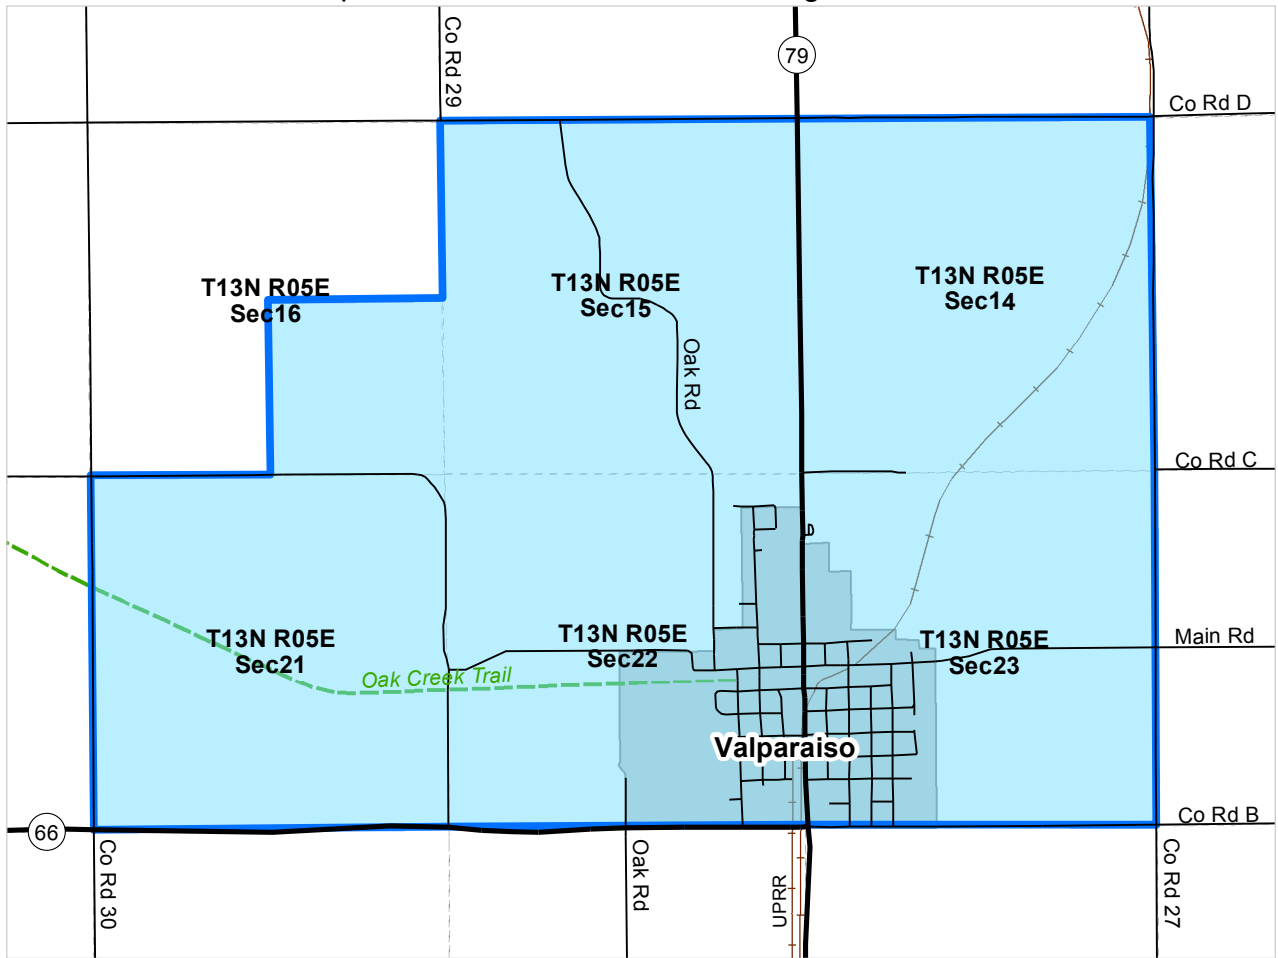 Co Rd 29
79
Co Rd D
T13N R05E
Sec16
T13N R05E
Sec15
T13N R05E
Sec14
Oak Rd
Co Rd C
T13N R05E
Sec21
T13N R05E
Sec22
T13N R05E
Sec23
Main Rd
Oak Creek Trail
Valparaiso
66
Co Rd B
Co Rd 30
Oak Rd
UPRR
Co Rd 27